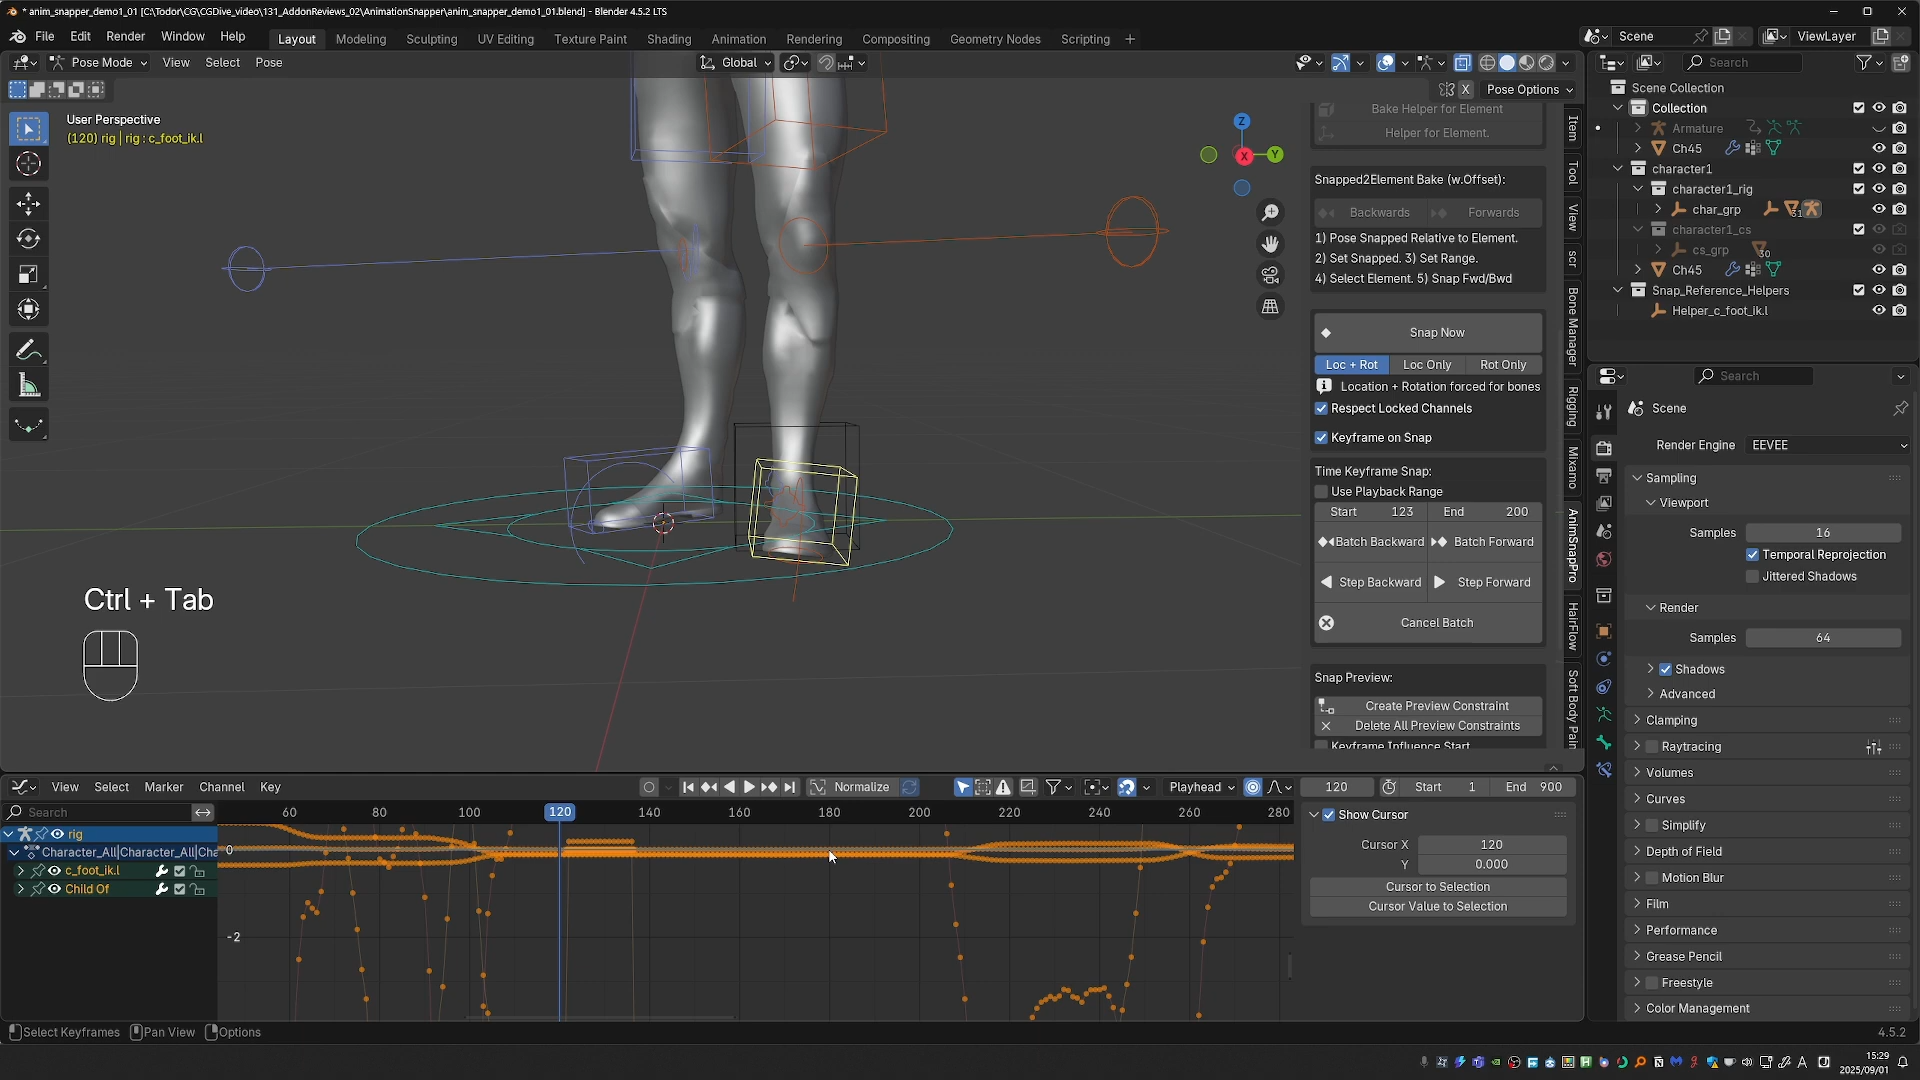 * anim_snapper_demo1_01 [C:\Todor\CG\CGDive_video\131_AddonReviews_02\AnimationSnapper\anim_snapper_demo1_01.blend] - Blender 4.5.2 LTS
File Edit Render Window Help Layout Modeling Sculpting UV Editing Texture Paint Shading Animation Rendering Compositing Geometry Nodes Scripting + Scene ViewLayer
Pose Mode View Select Pose Global Search
X Pose Options
User Perspective
(120) rig | rig : c_foot_ik.l
Z
X
Y
Ctrl + Tab
Bake Helper for Element
Helper for Element.
Snapped2Element Bake (w.Offset):
Backwards Forwards
1) Pose Snapped Relative to Element.
2) Set Snapped. 3) Set Range.
4) Select Element. 5) Snap Fwd/Bwd
Snap Now
Loc + Rot Loc Only Rot Only
Location + Rotation forced for bones
Respect Locked Channels
Keyframe on Snap
Time Keyframe Snap:
Use Playback Range
Start 123 End 200
Batch Backward Batch Forward
Step Backward Step Forward
Cancel Batch
Snap Preview:
Create Preview Constraint
Delete All Preview Constraints
Keyframe Influence Start
Item
Tool
View
scr
Bone Manager
Rigging
Mixamo
AnimSnapPro
HairFlow
Soft Body Pain
Scene Collection
Collection
Armature
Ch45
character1
character1_rig
char_grp 31
character1_cs
cs_grp 30
Ch45
Snap_Reference_Helpers
Helper_c_foot_ik.l
Search
Scene
Render Engine EEVEE
Sampling
Viewport
Samples 16
Temporal Reprojection
Jittered Shadows
Render
Samples 64
Shadows
Advanced
Clamping
Raytracing
Volumes
Curves
Simplify
Depth of Field
Motion Blur
Film
Performance
Grease Pencil
Freestyle
Color Management
View Select Marker Channel Key Normalize Playhead 120 Start 1 End 900
Search 60 80 100 120 140 160 180 200 220 240 260 280
rig
Character_All|Character_All|Cha
c_foot_ik.l
Child Of
0
-2
Show Cursor
Cursor X 120
Y 0.000
Cursor to Selection
Cursor Value to Selection
Select Keyframes Pan View Options 4.5.2
15:29
2025/09/01